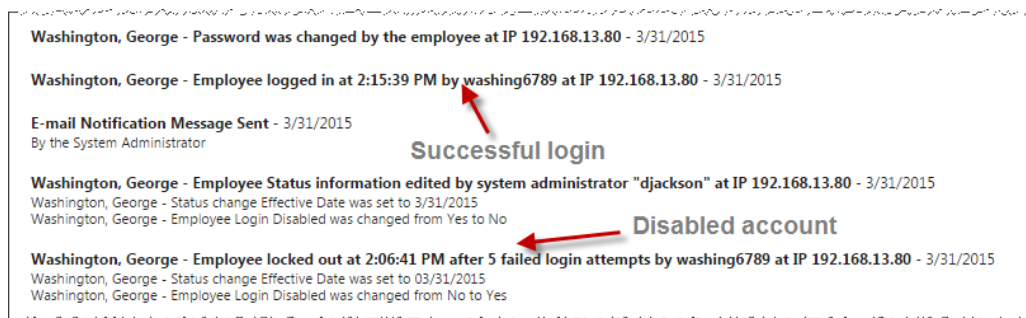 Washington, George - Password was changed by the employee at IP 192.168.13.80 - 3/31/2015
Washington, George - Employee logged in at 2:15:39 PM by washing6789 at IP 192.168.13.80 - 3/31/2015
E-mail Notification Message Sent - 3/31/2015
By the System Administrator
Successful login
Washington, George - Employee Status information edited by system administrator "djackson" at IP 192.168.13.80 - 3/31/2015
Washington, George - Status change Effective Date was set to 3/31/2015
Washington, George - Employee Login Disabled was changed from Yes to No
Disabled account
Washington, George - Employee locked out at 2:06:41 PM after 5 failed login attempts by washing6789 at IP 192.168.13.80 - 3/31/2015
Washington, George - Status change Effective Date was set to 03/31/2015
Washington, George - Employee Login Disabled was changed from No to Yes